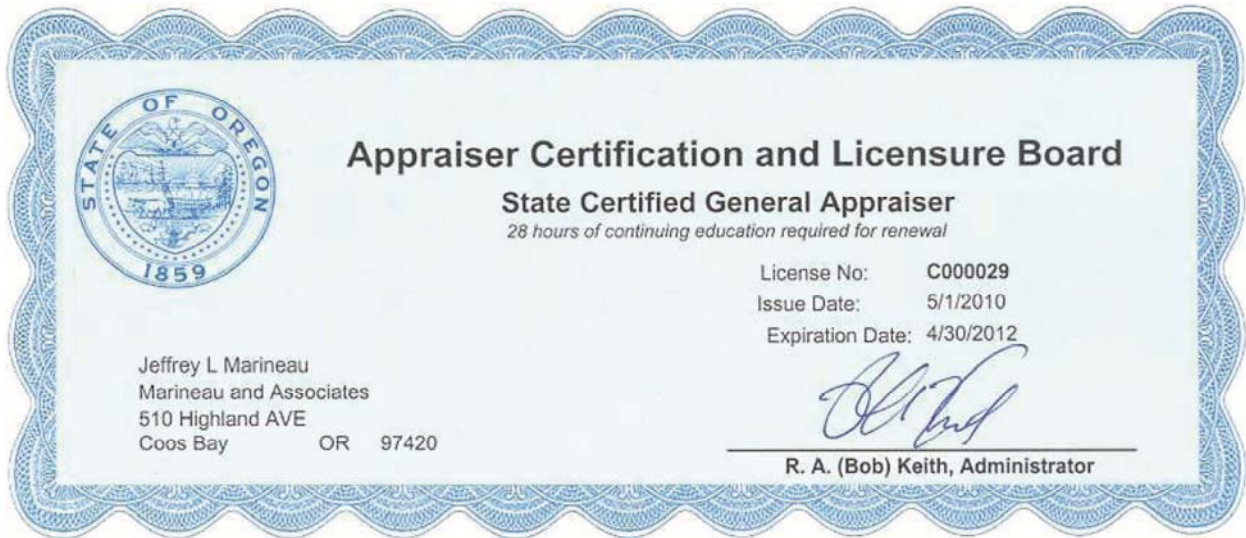 STATE OF OREGON
1859
Appraiser Certification and Licensure Board
State Certified General Appraiser
28 hours of continuing education required for renewal
License No: C000029
Issue Date: 5/1/2010
Expiration Date: 4/30/2012
Jeffrey L Marineau
Marineau and Associates
510 Highland AVE
Coos Bay OR 97420
R. A. (Bob) Keith, Administrator